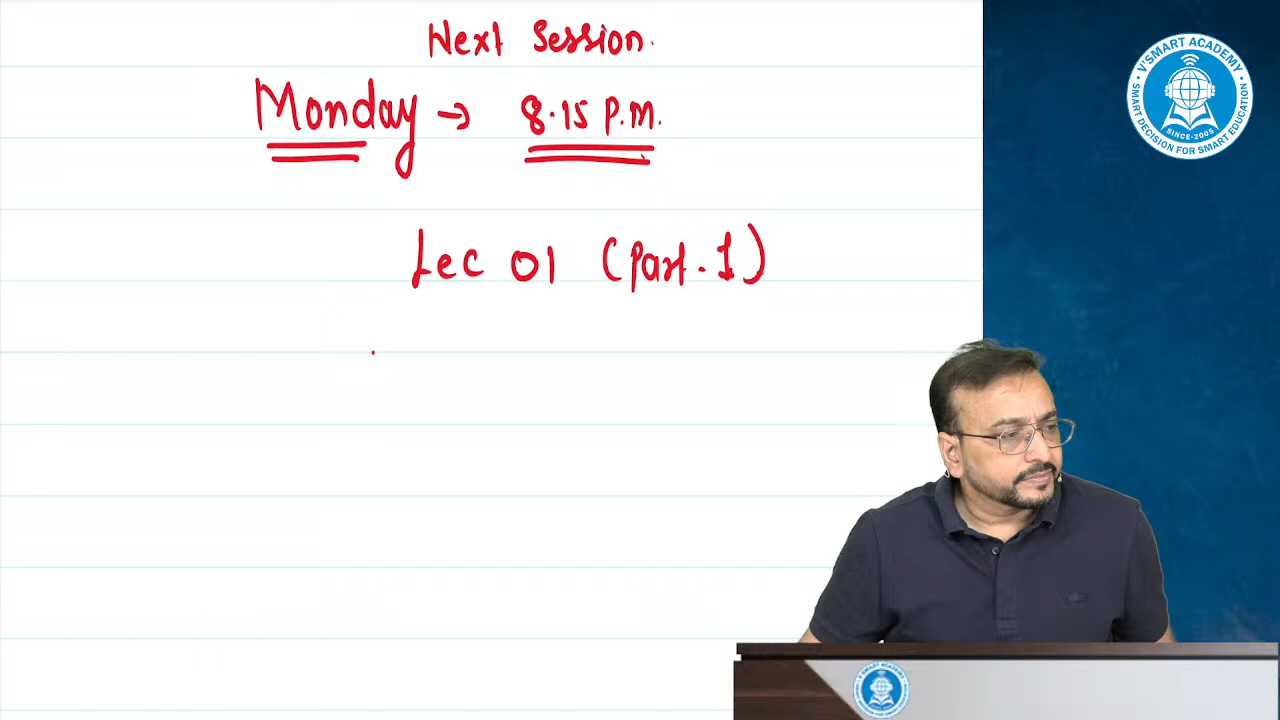 Next Session.
Monday → 8.15 P.M.
Lec 01 (Part. 1)
V'SMART ACADEMY
SINCE-2005
SMART DECISION FOR SMART EDUCATION